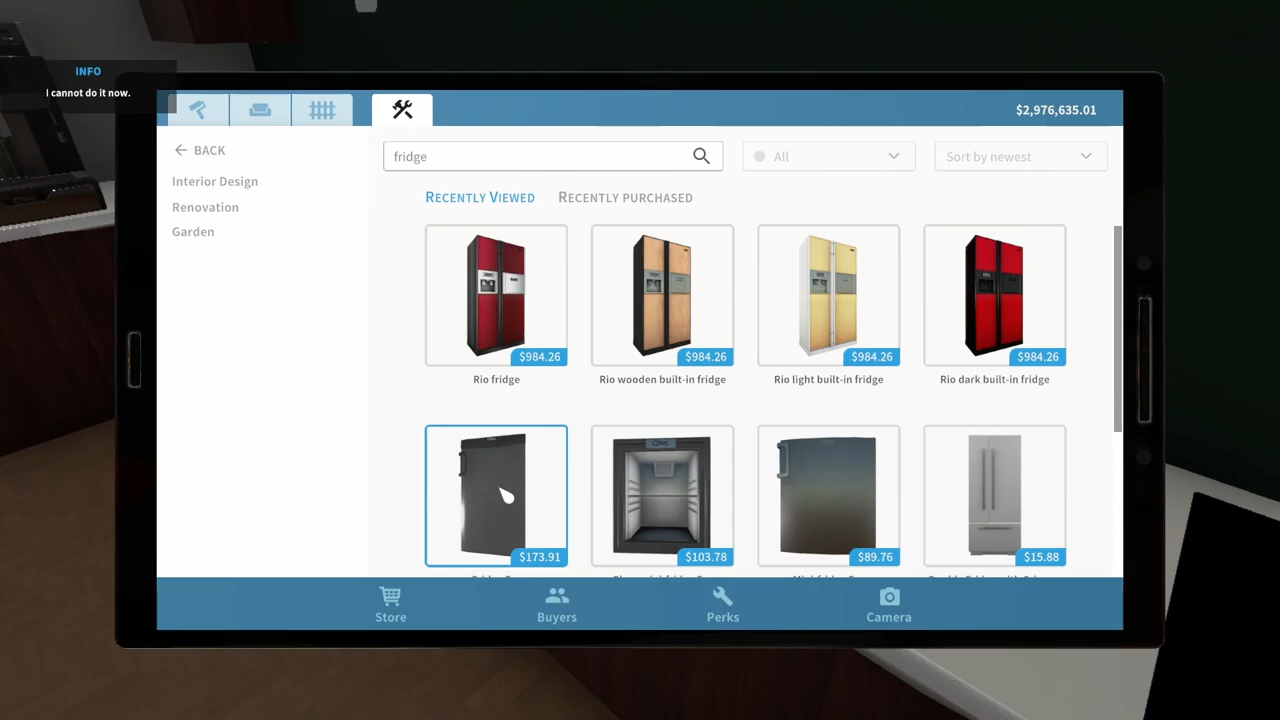 INFO
I cannot do it now.
$2,976,635.01
BACK
fridge
All
Sort by newest
Interior Design
Renovation
Garden
RECENTLY VIEWED
RECENTLY PURCHASED
$984.26
$984.26
$984.26
$984.26
Rio fridge
Rio wooden built-in fridge
Rio light built-in fridge
Rio dark built-in fridge
$173.91
$103.78
$89.76
$15.88
Store
Buyers
Perks
Camera